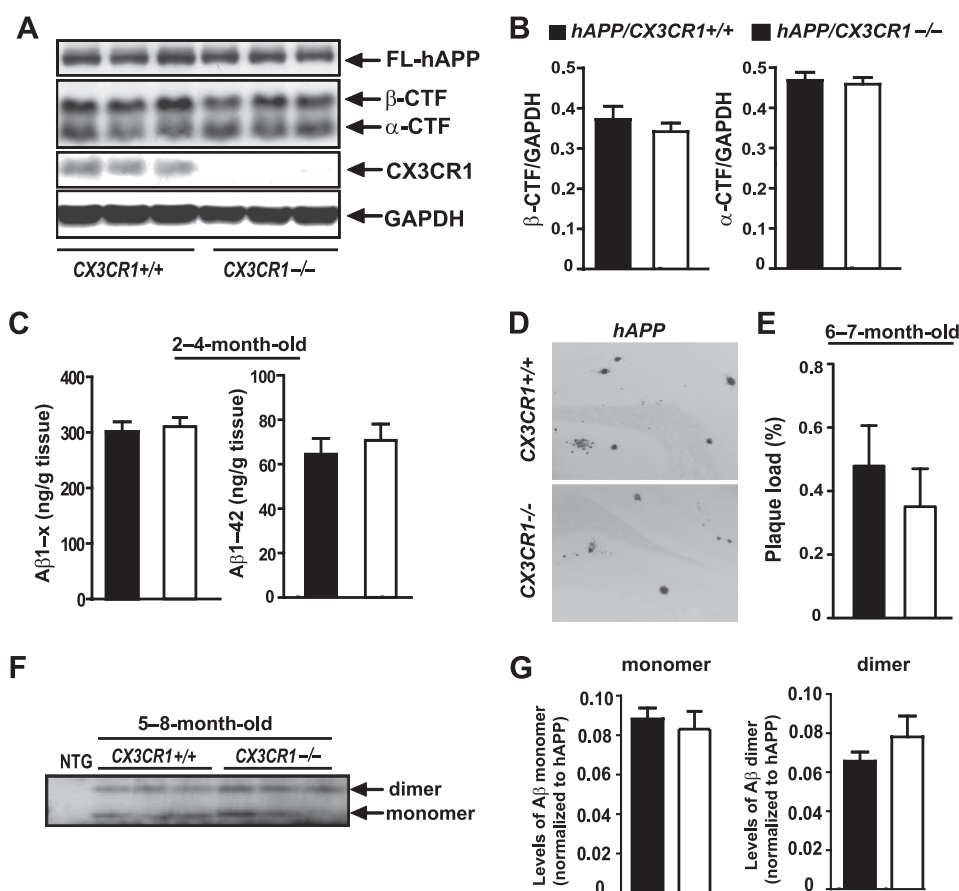 A
FL-hAPP
β-CTF
α-CTF
CX3CR1
GAPDH
CX3CR1+/+ CX3CR1–/–
B hAPP/CX3CR1+/+ hAPP/CX3CR1–/–
β-CTF/GAPDH
0.5
0.4
0.3
0.2
0.1
0
α-CTF/GAPDH
0.5
0.4
0.3
0.2
0.1
0
C
2–4-month-old
Aβ1–x (ng/g tissue)
400
300
200
100
0
Aβ1–42 (ng/g tissue)
100
80
60
40
20
0
D
hAPP
CX3CR1+/+
CX3CR1-/-
E
6–7-month-old
Plaque load (%)
0.8
0.6
0.4
0.2
0
F
5–8-month-old
NTG CX3CR1+/+ CX3CR1–/–
dimer
monomer
G
monomer
Levels of Aβ monomer
(normalized to hAPP)
0.10
0.08
0.06
0.04
0.02
0
dimer
Levels of Aβ dimer
(normalized to hAPP)
0.10
0.08
0.06
0.04
0.02
0